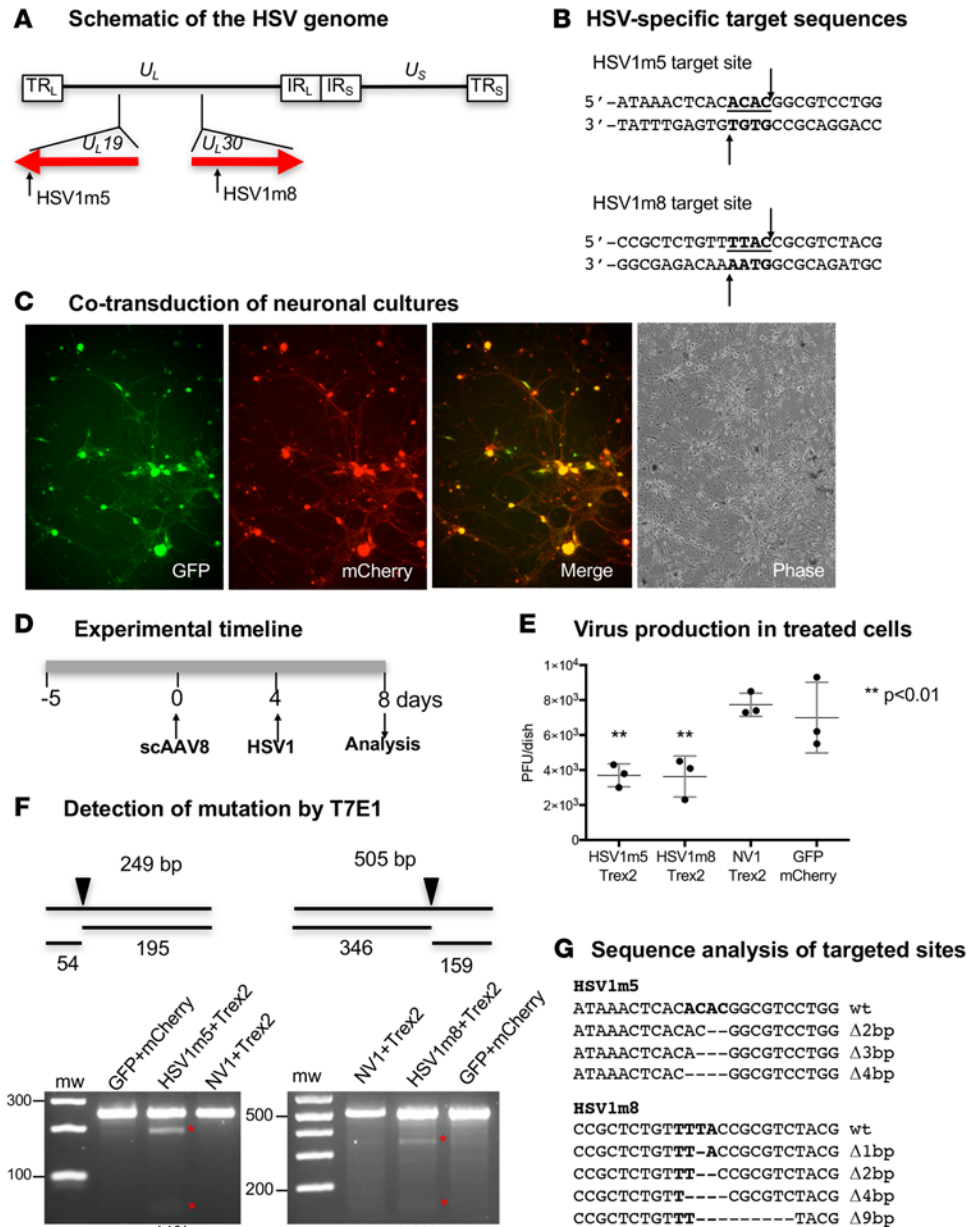 A Schematic of the HSV genome
TRL
UL
IRL
IRS
US
TRS
UL19
UL30
HSV1m5
HSV1m8
B HSV-specific target sequences
HSV1m5 target site
5'-ATAAACTCACACACGGCGTCCTGG
3'-TATTTGAGTGTGTGCCGCAGGACC
HSV1m8 target site
5'-CCGCTCTGTTTTACCGCGTCTACG
3'-GGCGAGACAAAATGGCGCAGATGC
C Co-transduction of neuronal cultures
GFP
mCherry
Merge
Phase
D Experimental timeline
-5 0 4 8 days
scAAV8 HSV1 Analysis
E Virus production in treated cells
1×10⁴
8×10³
6×10³
4×10³
2×10³
0
PFU/dish
** **
** p<0.01
HSV1m5 Trex2
HSV1m8 Trex2
NV1 Trex2
GFP mCherry
F Detection of mutation by T7E1
249 bp
195
54
505 bp
346
159
mw
GFP+mCherry
HSV1m5+Trex2
NV1+Trex2
300
100
*
*
mw
NV1+Trex2
HSV1m8+Trex2
GFP+mCherry
500
200
*
*
G Sequence analysis of targeted sites
HSV1m5
ATAAACTCACACACGGCGTCCTGG wt
ATAAACTCACAC--GGCGTCCTGG Δ2bp
ATAAACTCACA---GGCGTCCTGG Δ3bp
ATAAACTCAC----GGCGTCCTGG Δ4bp
HSV1m8
CCGCTCTGTTTTACCGCGTCTACG wt
CCGCTCTGTTTT-ACCGCGTCTACG Δ1bp
CCGCTCTGTTTT--CCGCGTCTACG Δ2bp
CCGCTCTGTTT----CGCGTCTACG Δ4bp
CCGCTCTGTTTT---------TACG Δ9bp